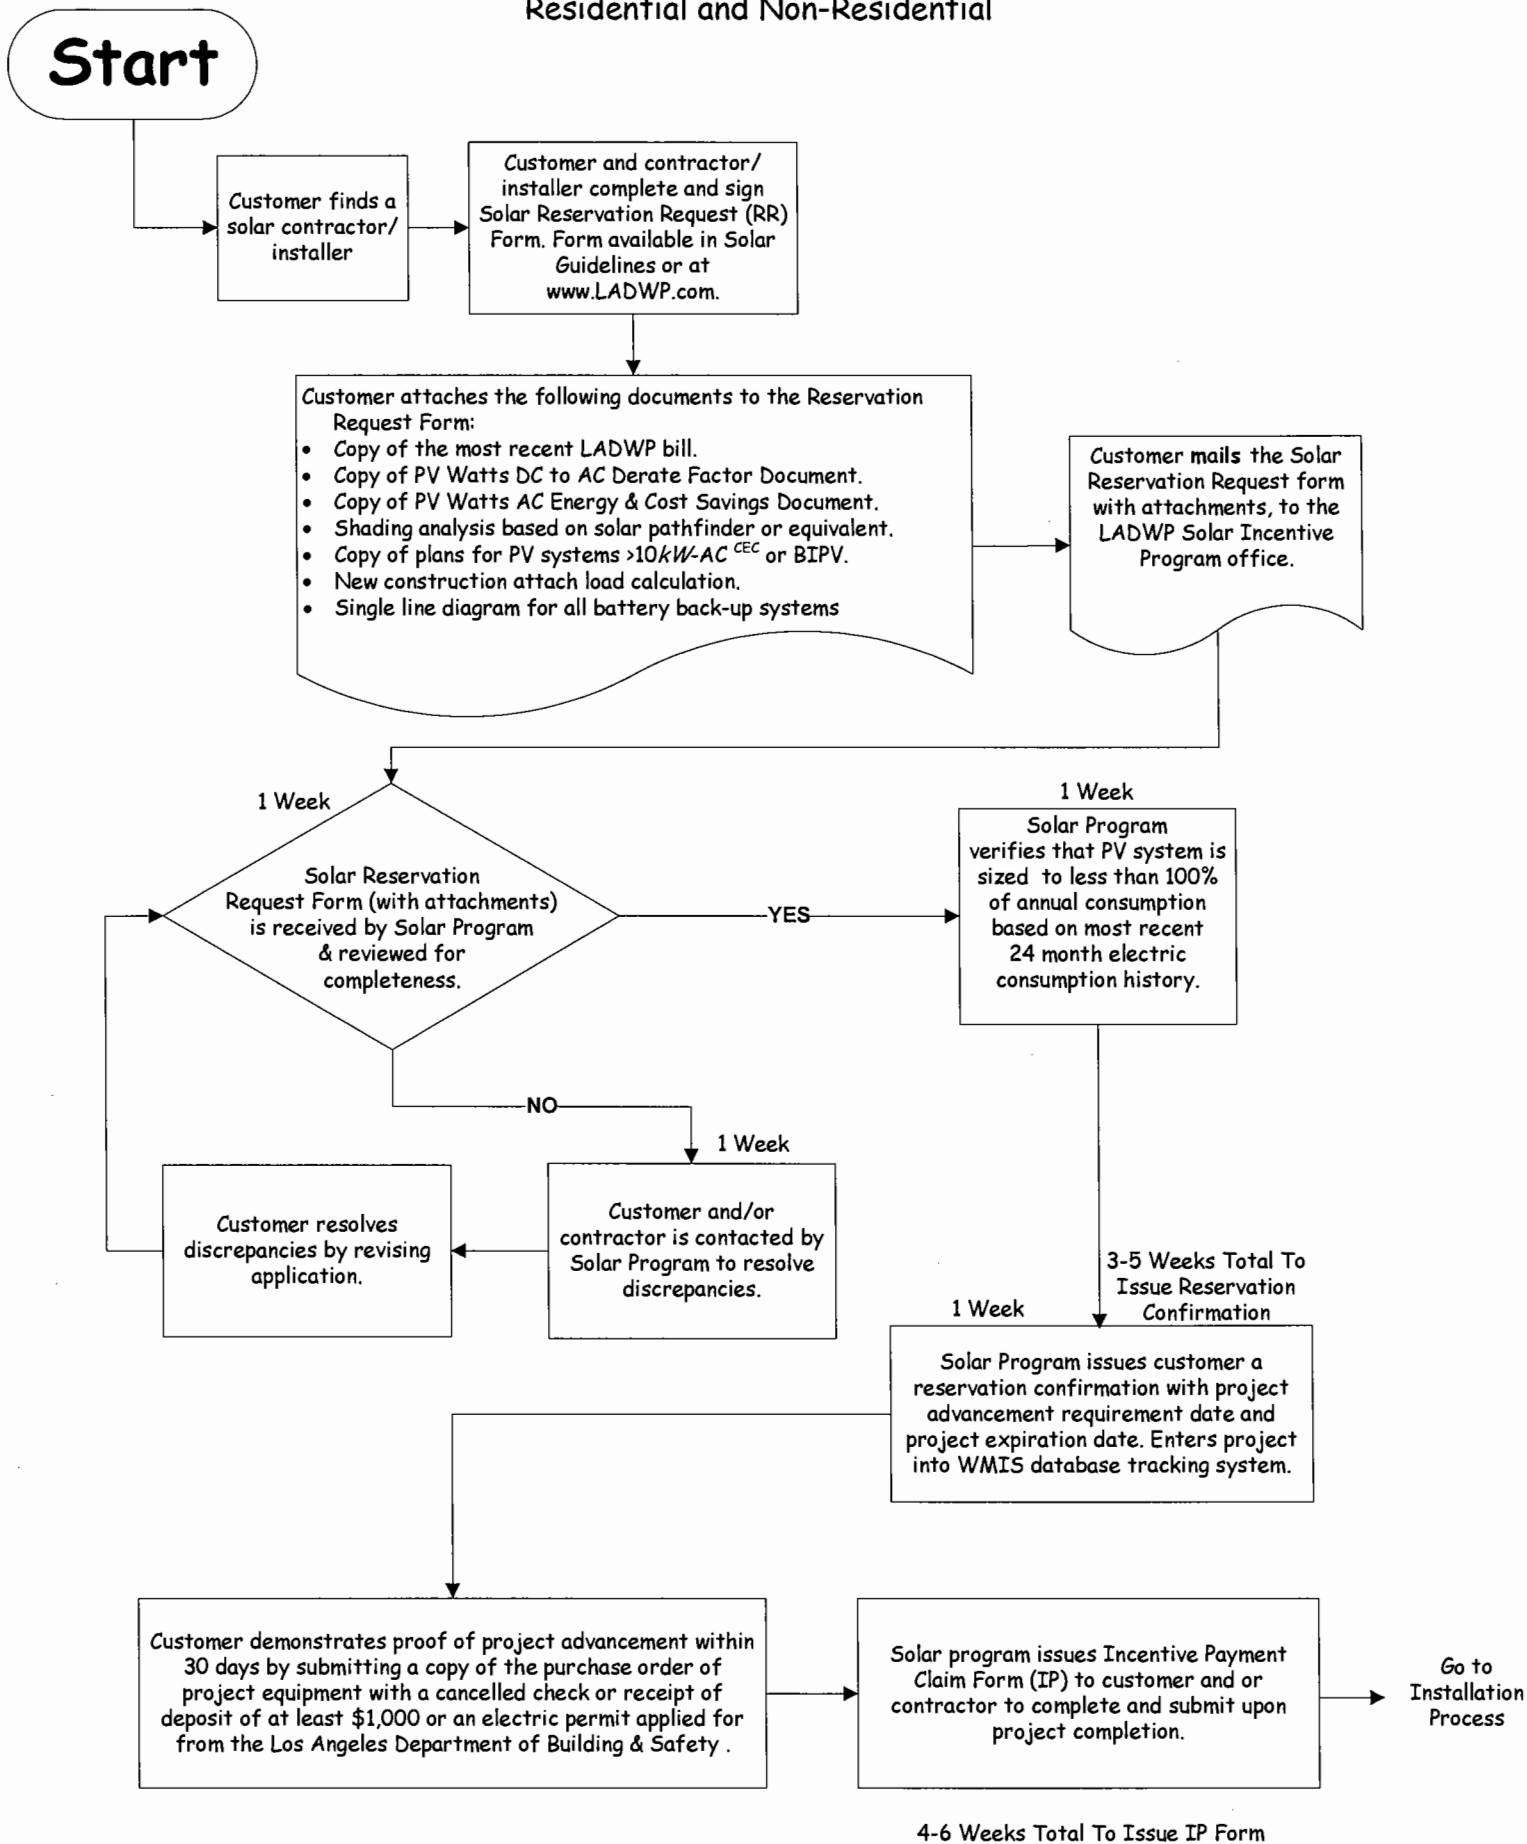 Residential and Non-Residential
Start
Customer finds a
solar contractor/
installer
Customer and contractor/
installer complete and sign
Solar Reservation Request (RR)
Form. Form available in Solar
Guidelines or at
www.LADWP.com.
Customer attaches the following documents to the Reservation
Request Form:
• Copy of the most recent LADWP bill.
• Copy of PV Watts DC to AC Derate Factor Document.
• Copy of PV Watts AC Energy & Cost Savings Document.
• Shading analysis based on solar pathfinder or equivalent.
• Copy of plans for PV systems >10kW-AC CEC or BIPV.
• New construction attach load calculation.
• Single line diagram for all battery back-up systems
Customer mails the Solar
Reservation Request form
with attachments, to the
LADWP Solar Incentive
Program office.
1 Week
Solar Reservation
Request Form (with attachments)
is received by Solar Program
& reviewed for
completeness.
YES
1 Week
Solar Program
verifies that PV system is
sized to less than 100%
of annual consumption
based on most recent
24 month electric
consumption history.
NO
1 Week
Customer and/or
contractor is contacted by
Solar Program to resolve
discrepancies.
Customer resolves
discrepancies by revising
application.
3-5 Weeks Total To
Issue Reservation
Confirmation
1 Week
Solar Program issues customer a
reservation confirmation with project
advancement requirement date and
project expiration date. Enters project
into WMIS database tracking system.
Customer demonstrates proof of project advancement within
30 days by submitting a copy of the purchase order of
project equipment with a cancelled check or receipt of
deposit of at least $1,000 or an electric permit applied for
from the Los Angeles Department of Building & Safety .
Solar program issues Incentive Payment
Claim Form (IP) to customer and or
contractor to complete and submit upon
project completion.
Go to
Installation
Process
4-6 Weeks Total To Issue IP Form